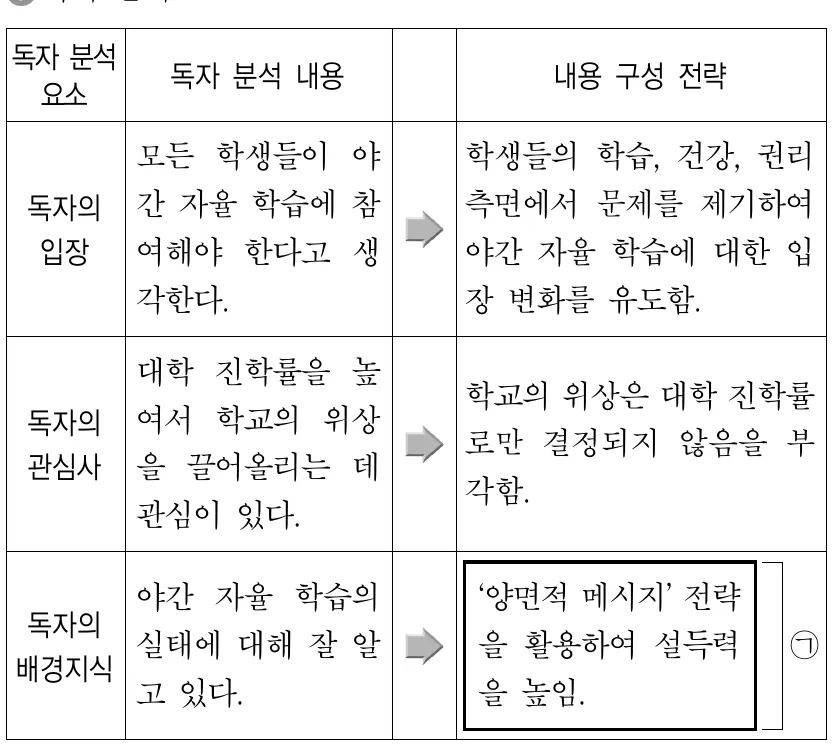 독자 분석 요소
독자 분석 내용
내용 구성 전략
독자의
입장
모든 학생들이 야
간 자율 학습에 참
여해야 한다고 생
각한다.
학생들의 학습, 건강, 권리
측면에서 문제를 제기하여
야간 자율 학습에 대한 입
장 변화를 유도함.
독자의
관심사
대학 진학률을 높
여서 학교의 위상
을 끌어올리는 데
관심이 있다.
학교의 위상은 대학 진학률
로만 결정되지 않음을 부
각함.
독자의
배경지식
야간 자율 학습의
실태에 대해 잘 알
고 있다.
‘양면적 메시지’ 전략
을 활용하여 설득력
을 높임.
㉠